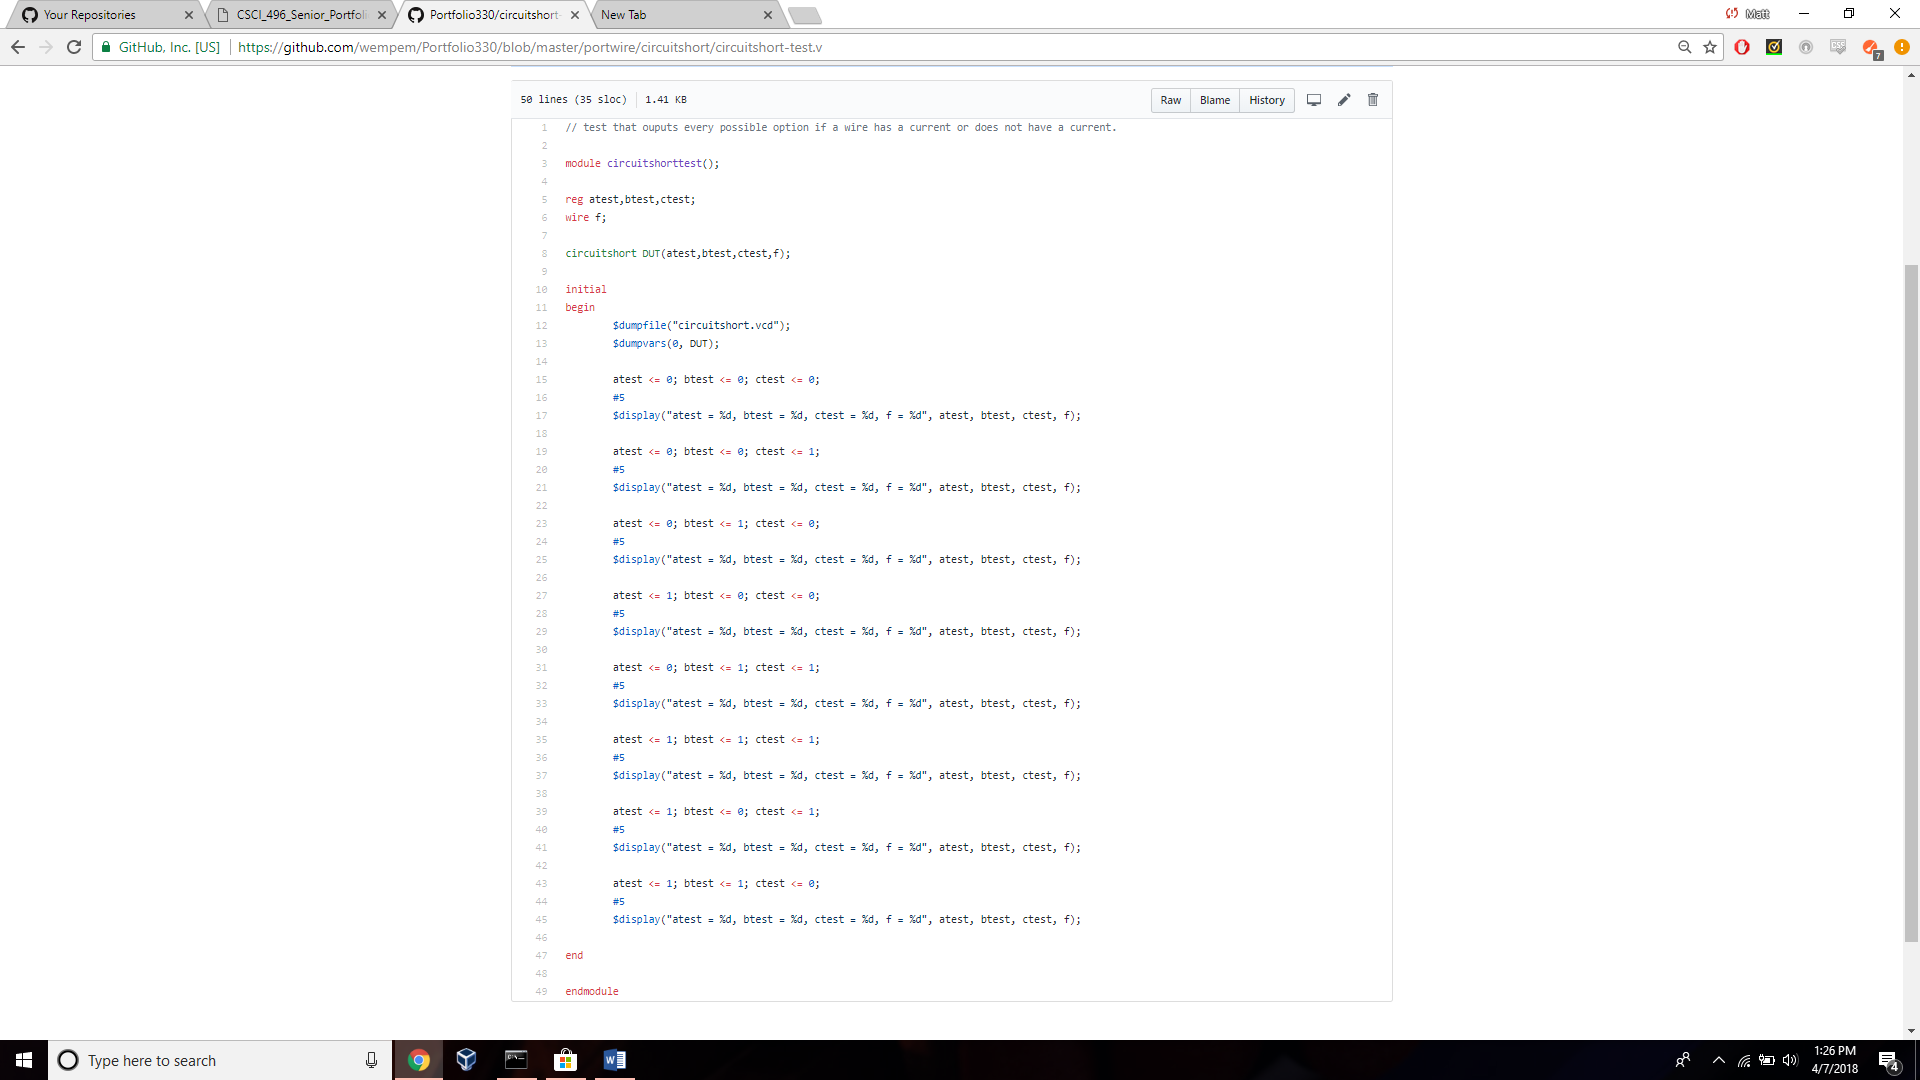 Your Repositories
CSCI_496_Senior_Portfoli
Portfolio330/circuitshort-
New Tab
Matt
GitHub, Inc. [US]
https://github.com/wempem/Portfolio330/blob/master/portwire/circuitshort/circuitshort-test.v
7
50 lines (35 sloc) 1.41 KB
Raw Blame History
1 // test that ouputs every possible option if a wire has a current or does not have a current.
2
3 module circuitshorttest();
4
5 reg atest,btest,ctest;
6 wire f;
7
8 circuitshort DUT(atest,btest,ctest,f);
9
10 initial
11 begin
12 $dumpfile("circuitshort.vcd");
13 $dumpvars(0, DUT);
14
15 atest <= 0; btest <= 0; ctest <= 0;
16 #5
17 $display("atest = %d, btest = %d, ctest = %d, f = %d", atest, btest, ctest, f);
18
19 atest <= 0; btest <= 0; ctest <= 1;
20 #5
21 $display("atest = %d, btest = %d, ctest = %d, f = %d", atest, btest, ctest, f);
22
23 atest <= 0; btest <= 1; ctest <= 0;
24 #5
25 $display("atest = %d, btest = %d, ctest = %d, f = %d", atest, btest, ctest, f);
26
27 atest <= 1; btest <= 0; ctest <= 0;
28 #5
29 $display("atest = %d, btest = %d, ctest = %d, f = %d", atest, btest, ctest, f);
30
31 atest <= 0; btest <= 1; ctest <= 1;
32 #5
33 $display("atest = %d, btest = %d, ctest = %d, f = %d", atest, btest, ctest, f);
34
35 atest <= 1; btest <= 1; ctest <= 1;
36 #5
37 $display("atest = %d, btest = %d, ctest = %d, f = %d", atest, btest, ctest, f);
38
39 atest <= 1; btest <= 0; ctest <= 1;
40 #5
41 $display("atest = %d, btest = %d, ctest = %d, f = %d", atest, btest, ctest, f);
42
43 atest <= 1; btest <= 1; ctest <= 0;
44 #5
45 $display("atest = %d, btest = %d, ctest = %d, f = %d", atest, btest, ctest, f);
46
47 end
48
49 endmodule
Type here to search
1:26 PM
4/7/2018
4